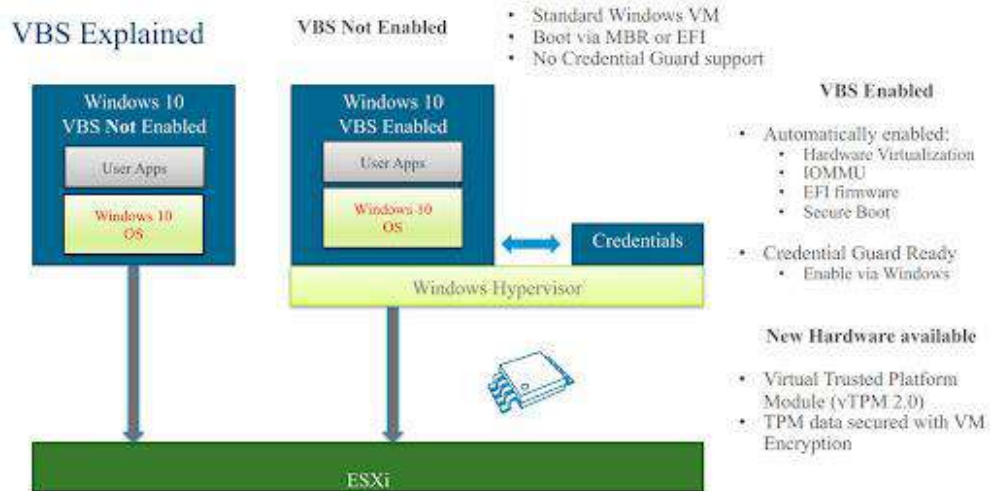 VBS Explained
VBS Not Enabled
• Standard Windows VM
• Boot via MBR or EFI
• No Credential Guard support
Windows 10
VBS Not Enabled
User Apps
Windows 10
OS
Windows 10
VBS Enabled
User Apps
Windows 10
OS
Credentials
Windows Hypervisor
ESXi
VBS Enabled
• Automatically enabled:
• Hardware Virtualization
• IOMMU
• EFI firmware
• Secure Boot
• Credential Guard Ready
• Enable via Windows
New Hardware available
• Virtual Trusted Platform
Module (vTPM 2.0)
• TPM data secured with VM
Encryption